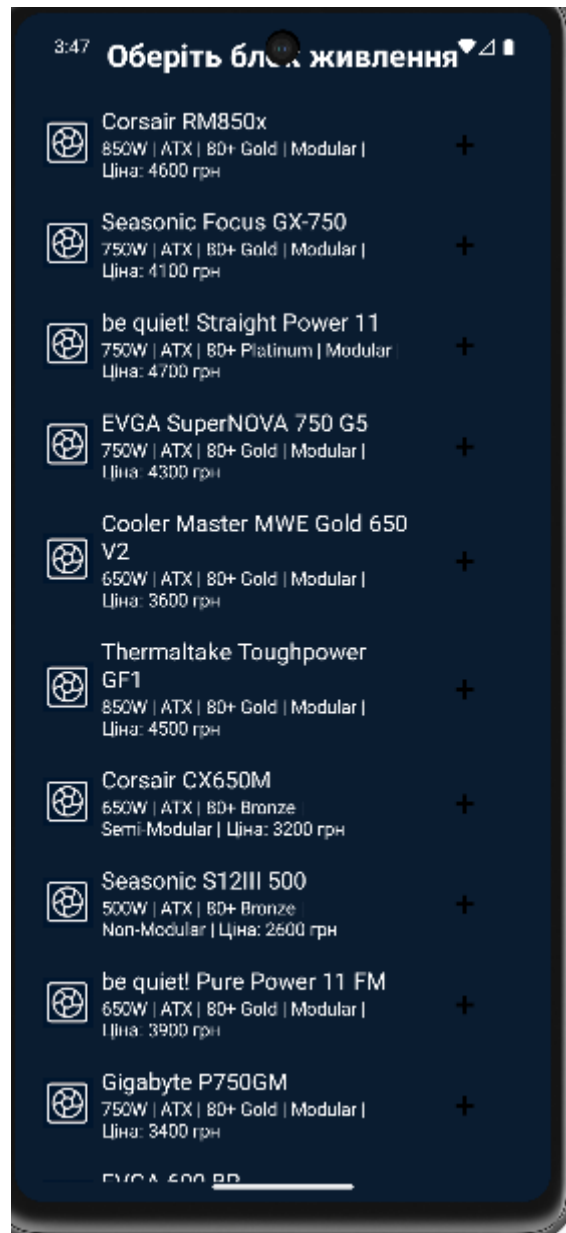 3:47
Оберіть блок живлення
Corsair RM850x
850W | ATX | 80+ Gold | Modular |
Ціна: 4600 грн
Seasonic Focus GX-750
750W | ATX | 80+ Gold | Modular |
Ціна: 4100 грн
be quiet! Straight Power 11
750W | ATX | 80+ Platinum | Modular |
Ціна: 4700 грн
EVGA SuperNOVA 750 G5
750W | ATX | 80+ Gold | Modular |
Ціна: 4300 грн
Cooler Master MWE Gold 650
V2
650W | ATX | 80+ Gold | Modular |
Ціна: 3600 грн
Thermaltake Toughpower
GF1
850W | ATX | 80+ Gold | Modular |
Ціна: 4500 грн
Corsair CX650M
650W | ATX | 80+ Bronze |
Semi-Modular | Ціна: 3200 грн
Seasonic S12III 500
500W | ATX | 80+ Bronze |
Non-Modular | Ціна: 2600 грн
be quiet! Pure Power 11 FM
650W | ATX | 80+ Gold | Modular |
Ціна: 3900 грн
Gigabyte P750GM
750W | ATX | 80+ Gold | Modular |
Ціна: 3400 грн